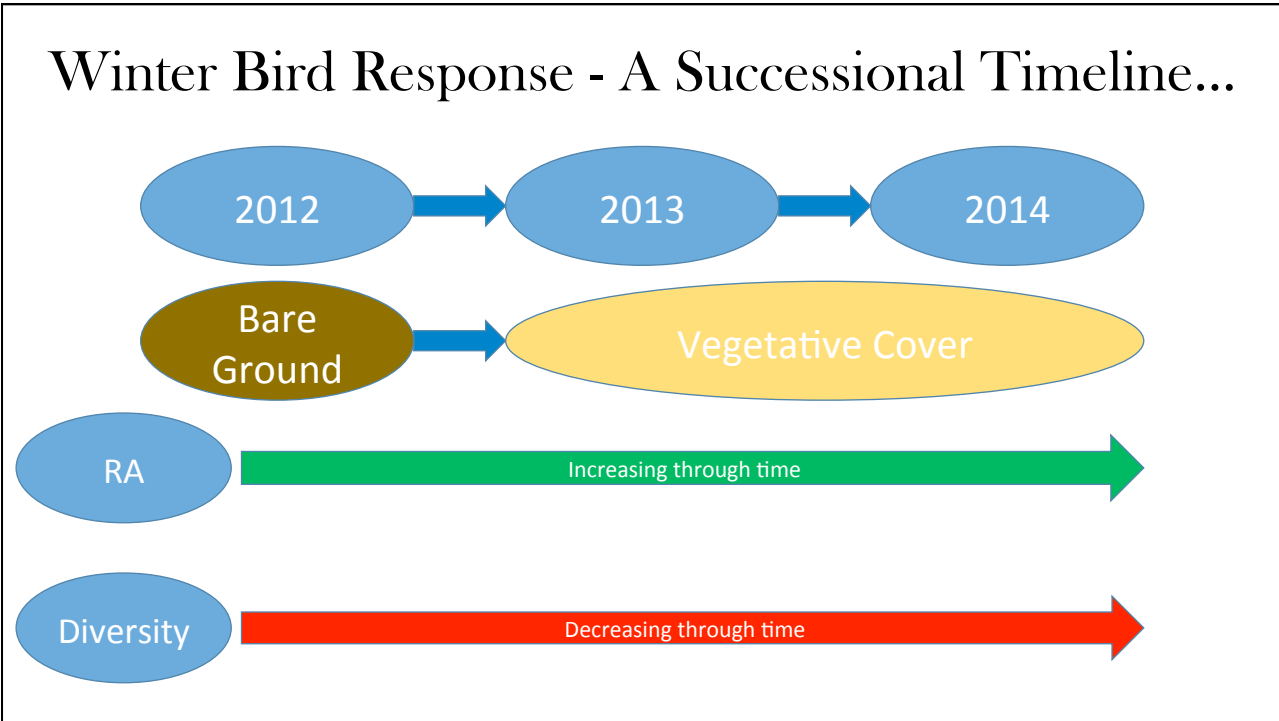 Winter Bird Response - A Successional Timeline...
2012
2013
2014
Bare
Ground
Vegetative Cover
RA
Increasing through time
Diversity
Decreasing through time